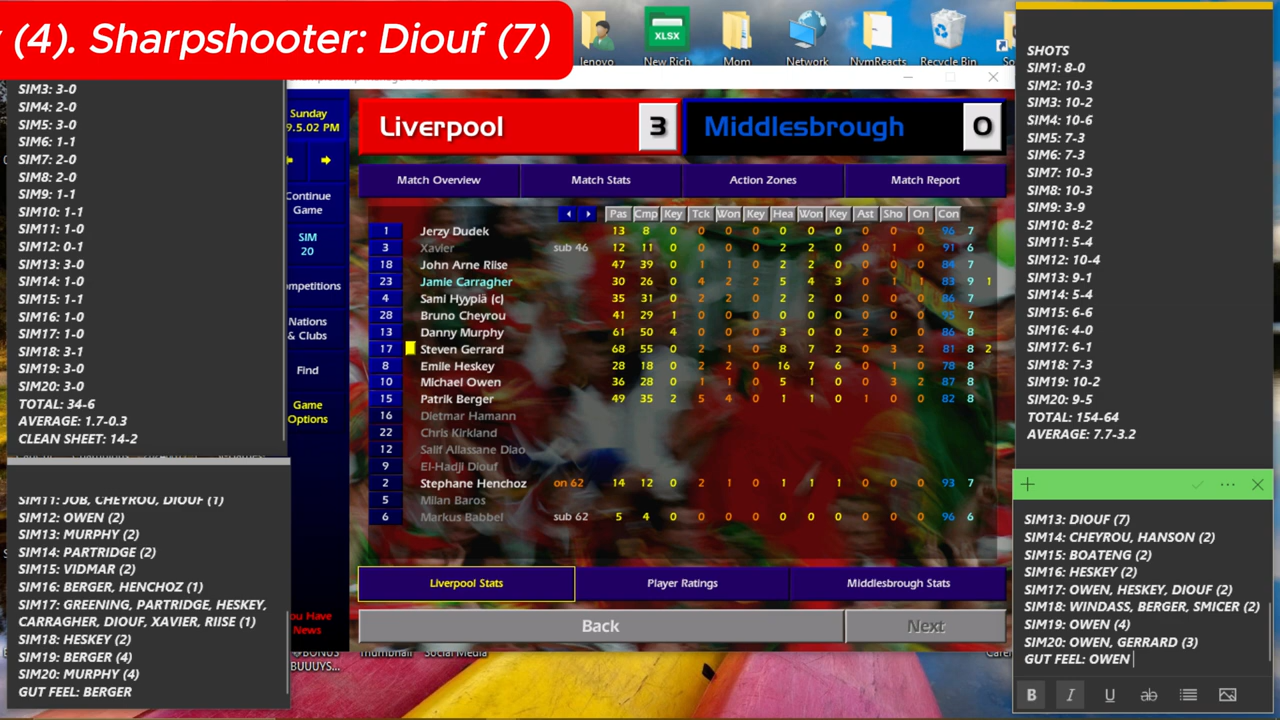 (4). Sharpshooter: Diouf (7)
lenovo
New Rich
Mom
Network
NymReacts
Recycle Bin
XLSX
SIM3: 3-0
SIM4: 2-0
SIM5: 3-0
SIM6: 1-1
SIM7: 2-0
SIM8: 2-0
SIM9: 1-1
SIM10: 1-1
SIM11: 1-0
SIM12: 0-1
SIM13: 3-0
SIM14: 1-0
SIM15: 1-1
SIM16: 1-0
SIM17: 1-0
SIM18: 3-1
SIM19: 3-0
SIM20: 3-0
TOTAL: 34-6
AVERAGE: 1.7-0.3
CLEAN SHEET: 14-2
SIM11: JOB, CHEYROU, DIOUF (1)
SIM12: OWEN (2)
SIM13: MURPHY (2)
SIM14: PARTRIDGE (2)
SIM15: VIDMAR (2)
SIM16: BERGER, HENCHOZ (1)
SIM17: GREENING, PARTRIDGE, HESKEY,
CARRAGHER, DIOUF, XAVIER, RIISE (1)
SIM18: HESKEY (2)
SIM19: BERGER (4)
SIM20: MURPHY (4)
GUT FEEL: BERGER
Sunday
9.5.02 PM
Continue
Game
SIM
20
mpetitions
Nations
& Clubs
Find
Game
Options
ou Have
News
BUUUYS...
Liverpool 3 Middlesbrough 0
Match Overview Match Stats Action Zones Match Report
Pas Cmp Key Tck Won Key Hea Won Key Ast Sho On Con
1 Jerzy Dudek 13 8 0 0 0 0 0 0 0 0 0 0 96 7
3 Xavier sub 46 12 11 0 0 0 0 2 2 0 0 1 0 91 6
18 John Arne Riise 47 39 0 1 1 0 2 2 0 0 0 0 84 7
23 Jamie Carragher 30 26 0 4 2 2 5 4 3 0 1 1 83 9 1
4 Sami Hyypiä (c) 35 31 0 2 2 0 2 2 0 0 0 0 86 7
28 Bruno Cheyrou 41 29 1 0 0 0 0 0 0 0 0 0 95 7
13 Danny Murphy 61 50 4 0 0 0 3 0 0 2 0 0 86 8
17 Steven Gerrard 68 55 0 2 1 0 8 7 2 0 3 2 81 8 2
8 Emile Heskey 28 18 0 2 2 0 16 7 6 0 1 0 78 8
10 Michael Owen 36 28 0 1 1 0 5 1 0 0 3 2 87 8
15 Patrik Berger 49 35 2 5 4 0 1 1 0 1 0 0 82 8
16 Dietmar Hamann
22 Chris Kirkland
12 Salif Allassane Diao
9 El-Hadji Diouf
2 Stephane Henchoz on 62 14 12 0 2 1 0 1 1 1 0 0 0 93 7
5 Milan Baros
6 Markus Babbel sub 62 5 4 0 0 0 0 0 0 0 0 0 0 96 6
Liverpool Stats Player Ratings Middlesbrough Stats
Back Next
SHOTS
SIM1: 8-0
SIM2: 10-3
SIM3: 10-2
SIM4: 10-6
SIM5: 7-3
SIM6: 7-3
SIM7: 10-3
SIM8: 10-3
SIM9: 3-9
SIM10: 8-2
SIM11: 5-4
SIM12: 10-4
SIM13: 9-1
SIM14: 5-4
SIM15: 6-6
SIM16: 4-0
SIM17: 6-1
SIM18: 7-3
SIM19: 10-2
SIM20: 9-5
TOTAL: 154-64
AVERAGE: 7.7-3.2
SIM13: DIOUF (7)
SIM14: CHEYROU, HANSON (2)
SIM15: BOATENG (2)
SIM16: HESKEY (2)
SIM17: OWEN, HESKEY, DIOUF (2)
SIM18: WINDASS, BERGER, SMICER (2)
SIM19: OWEN (4)
SIM20: OWEN, GERRARD (3)
GUT FEEL: OWEN
B I U ab